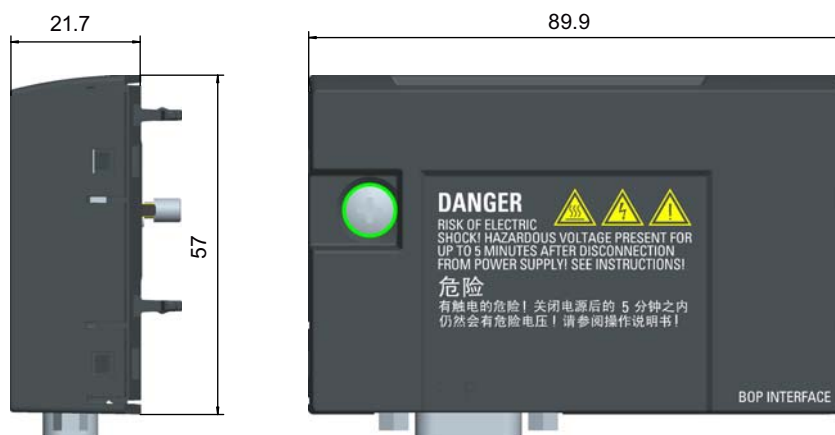 21.7
89.9
57
DANGER
RISK OF ELECTRIC
SHOCK! HAZARDOUS VOLTAGE PRESENT FOR
UP TO 5 MINUTES AFTER DISCONNECTION
FROM POWER SUPPLY! SEE INSTRUCTIONS!
危险
有触电的危险！关闭电源后的 5 分钟之内
仍然会有危险电压！请参阅操作说明书！
BOP INTERFACE